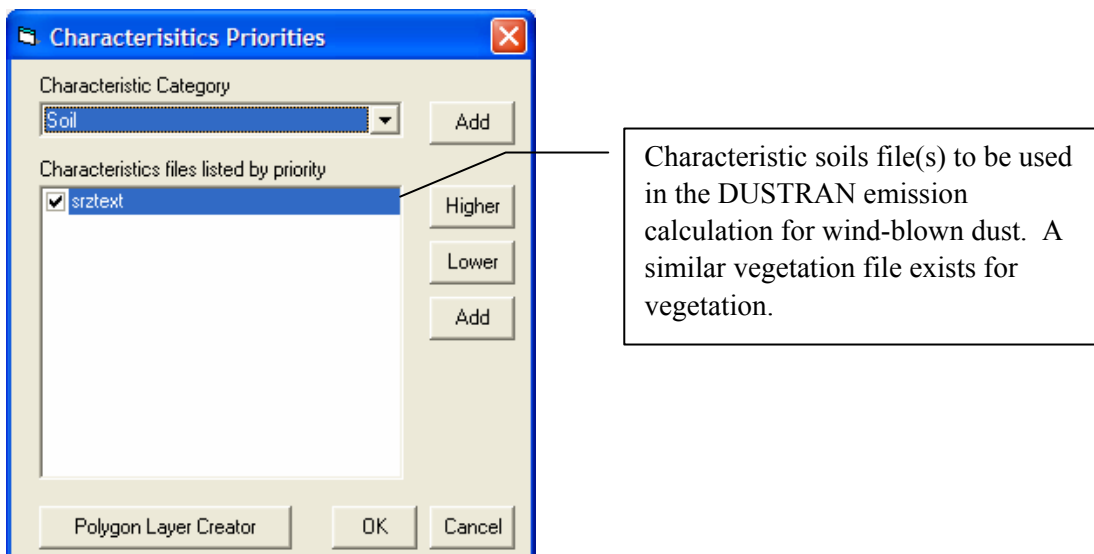 Characterisitics Priorities
Characteristic Category
Soil
Add
Characteristics files listed by priority
srztext
Higher
Lower
Add
Polygon Layer Creator
OK
Cancel
Characteristic soils file(s) to be used
in the DUSTRAN emission
calculation for wind-blown dust. A
similar vegetation file exists for
vegetation.